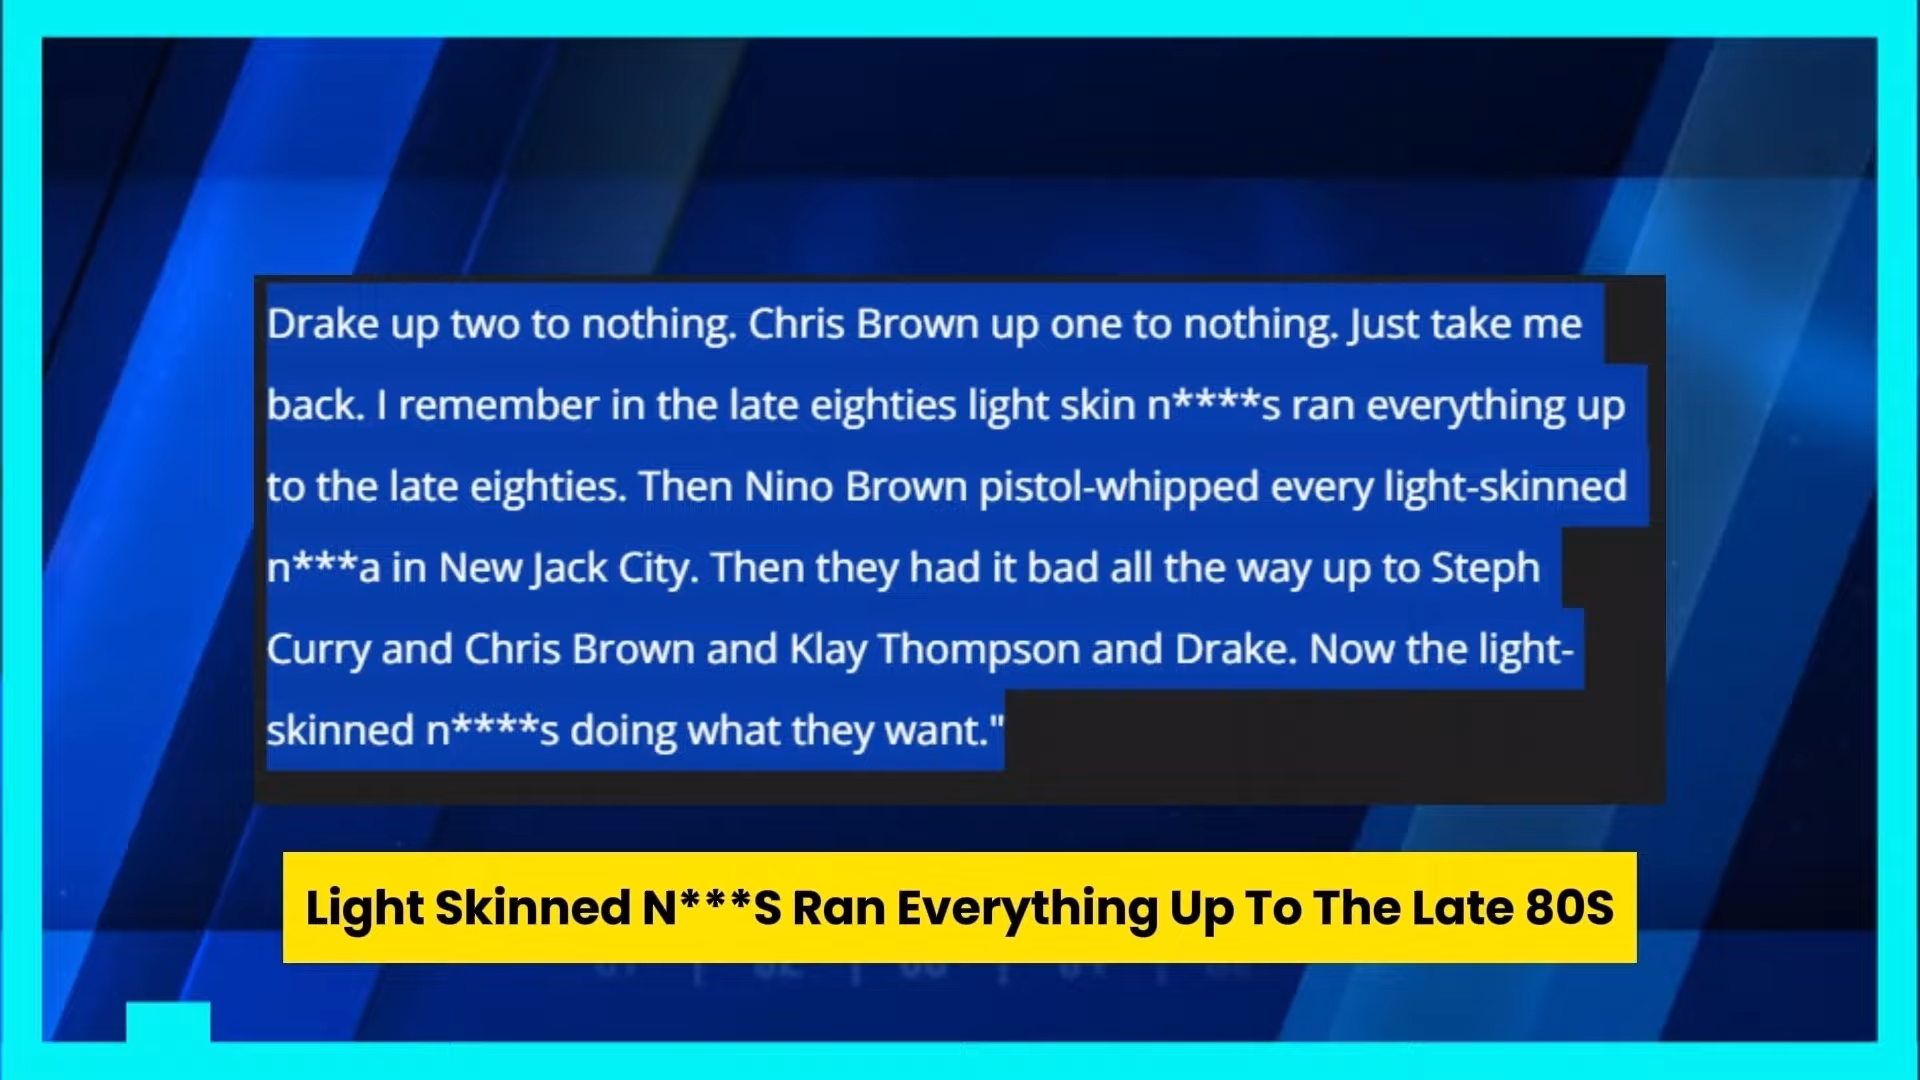 Drake up two to nothing. Chris Brown up one to nothing. Just take me
back. I remember in the late eighties light skin n****s ran everything up
to the late eighties. Then Nino Brown pistol-whipped every light-skinned
n***a in New Jack City. Then they had it bad all the way up to Steph
Curry and Chris Brown and Klay Thompson and Drake. Now the light-
skinned n****s doing what they want."
Light Skinned N***S Ran Everything Up To The Late 80S